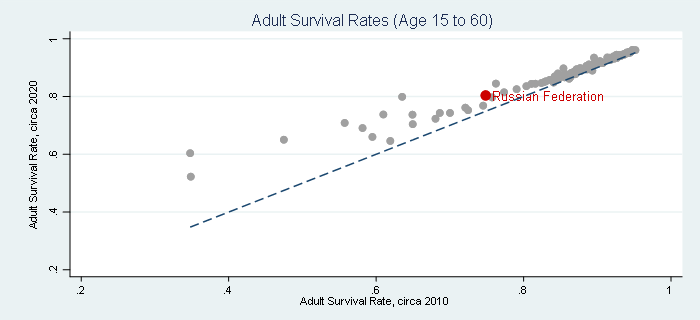 Adult Survival Rates (Age 15 to 60)
Adult Survival Rate, circa 2020
1
.8
.6
.4
.2
Russian Federation
.2 .4 .6 .8 1
Adult Survival Rate, circa 2010